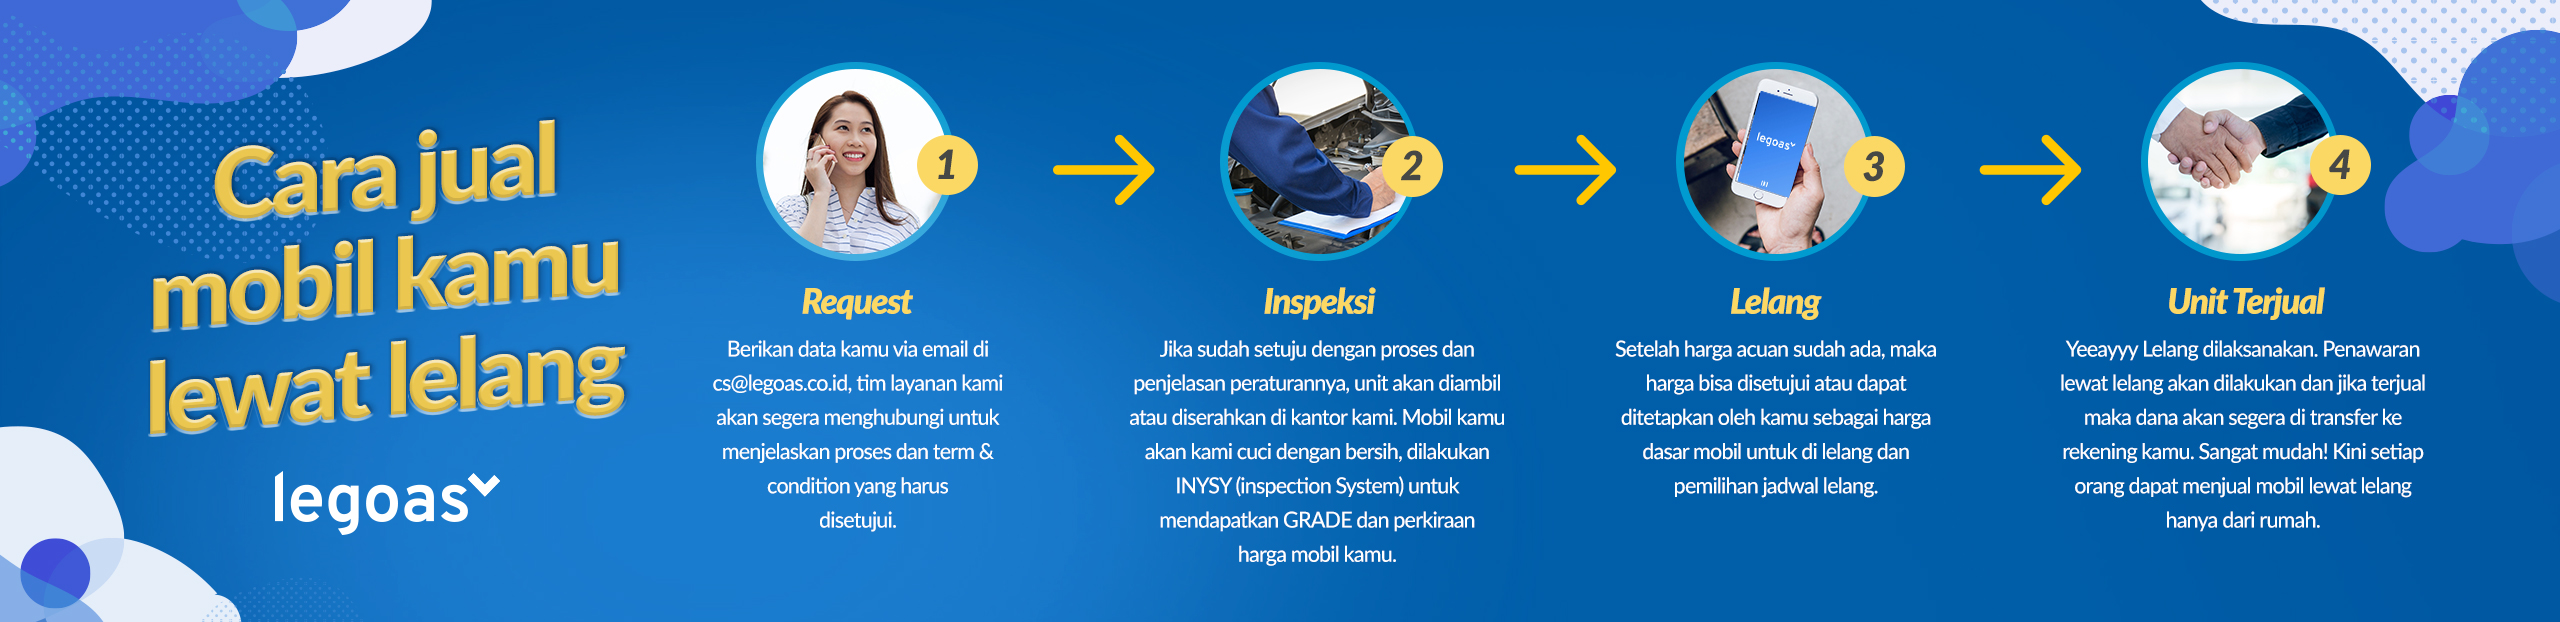 Cara jual
mobil kamu
lewat lelang
legoas
1
Request
Berikan data kamu via email di
cs@legoas.co.id, tim layanan kami
akan segera menghubungi untuk
menjelaskan proses dan term &
condition yang harus
disetujui.
2
Inspeksi
Jika sudah setuju dengan proses dan
penjelasan peraturannya, unit akan diambil
atau diserahkan di kantor kami. Mobil kamu
akan kami cuci dengan bersih, dilakukan
INYSY (inspection System) untuk
mendapatkan GRADE dan perkiraan
harga mobil kamu.
legoas
3
Lelang
Setelah harga acuan sudah ada, maka
harga bisa disetujui atau dapat
ditetapkan oleh kamu sebagai harga
dasar mobil untuk di lelang dan
pemilihan jadwal lelang.
4
Unit Terjual
Yeeayyy Lelang dilaksanakan. Penawaran
lewat lelang akan dilakukan dan jika terjual
maka dana akan segera di transfer ke
rekening kamu. Sangat mudah! Kini setiap
orang dapat menjual mobil lewat lelang
hanya dari rumah.